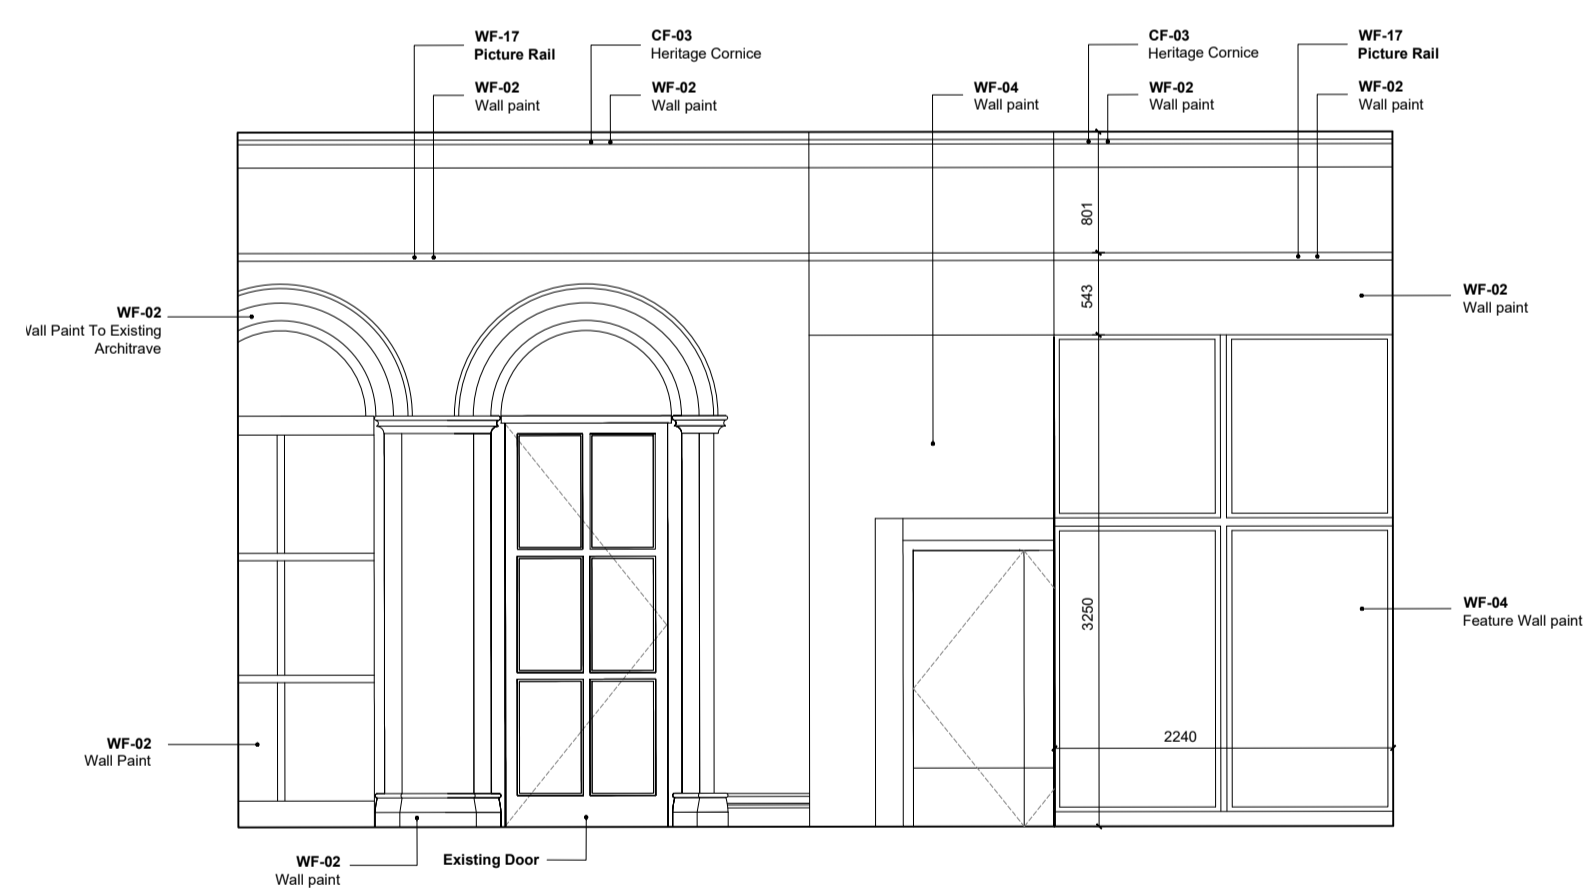 WF-17
Picture Rail
WF-02
Wall paint
CF-03
Heritage Cornice
WF-02
Wall paint
WF-04
Wall paint
CF-03
Heritage Cornice
WF-02
Wall paint
WF-17
Picture Rail
WF-02
Wall paint
801
543
WF-02
Wall paint
WF-02
Wall Paint To Existing
Architrave
3250
WF-04
Feature Wall paint
2240
WF-02
Wall Paint
WF-02
Wall paint
Existing Door